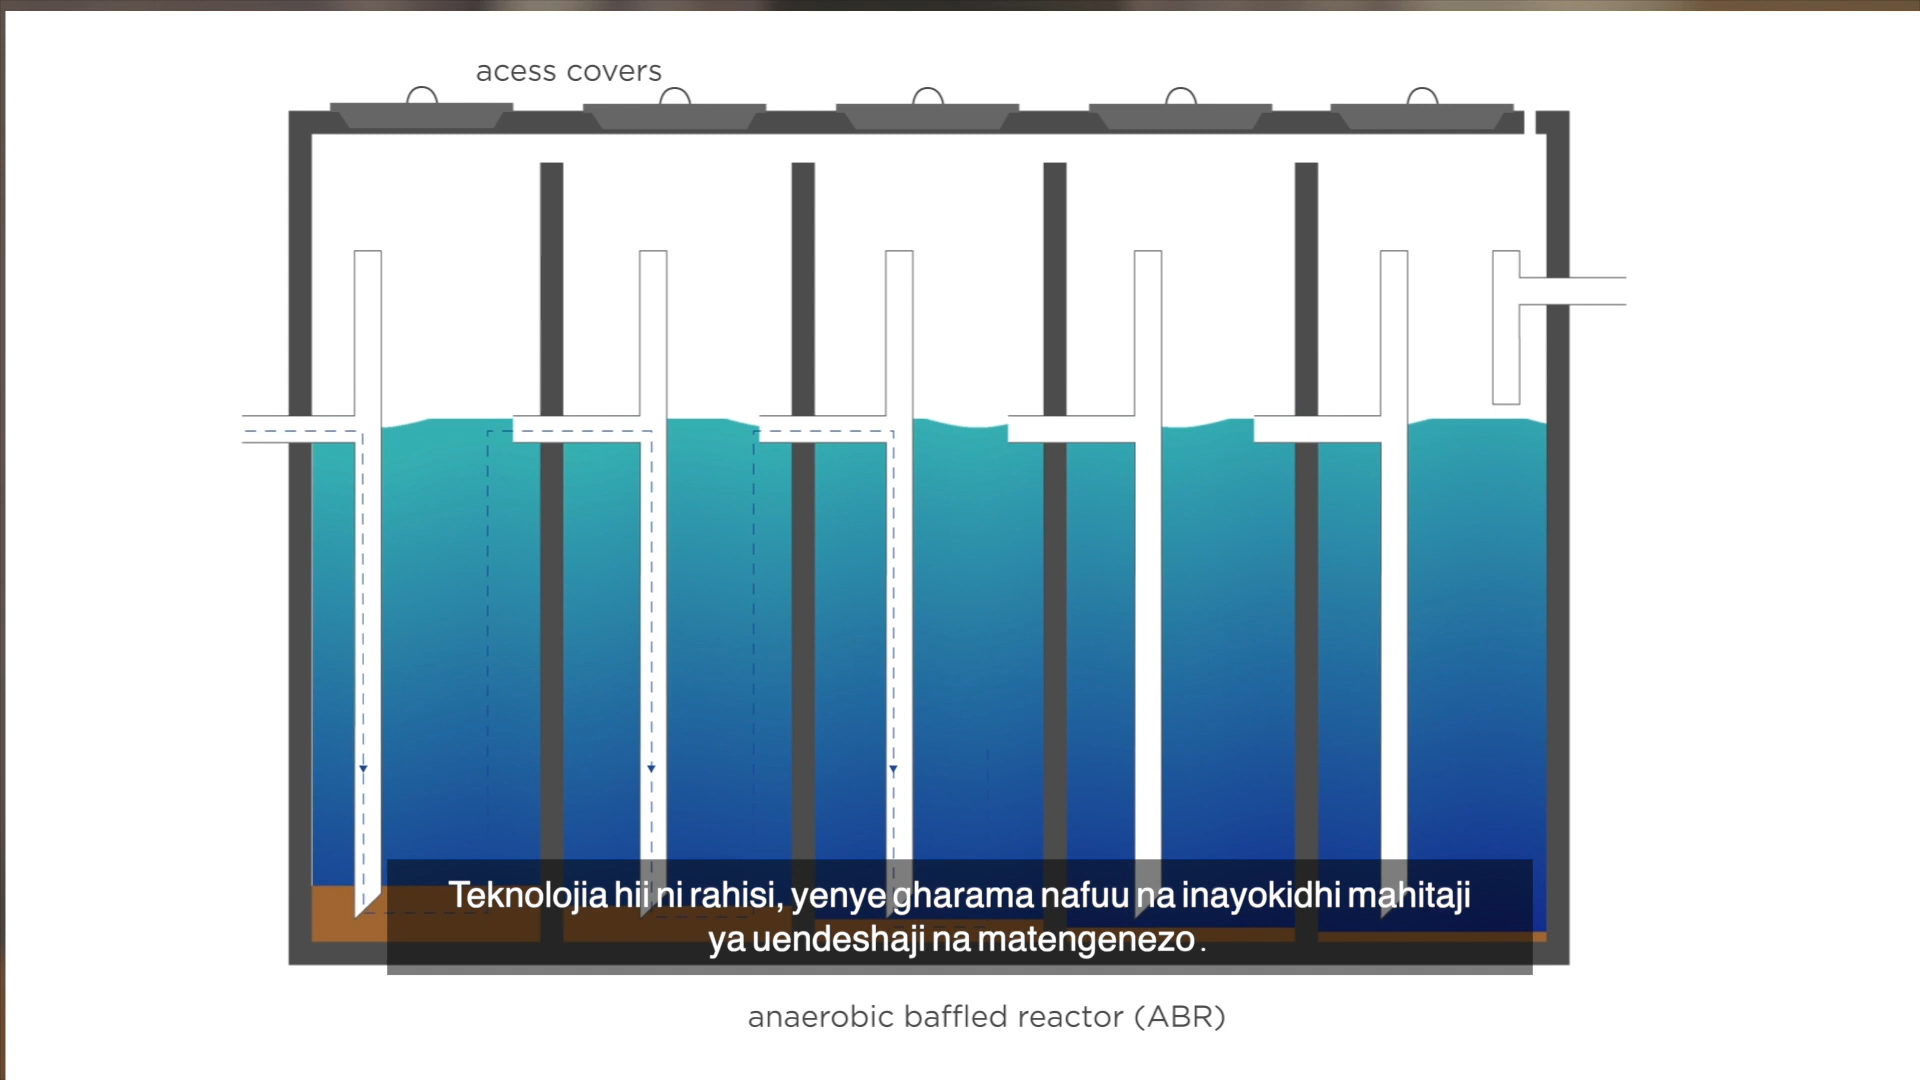 acess covers
Teknolojia hii ni rahisi, yenye gharama nafuu na inayokidhi mahitaji
ya uendeshaji na matengenezo.
anaerobic baffled reactor (ABR)